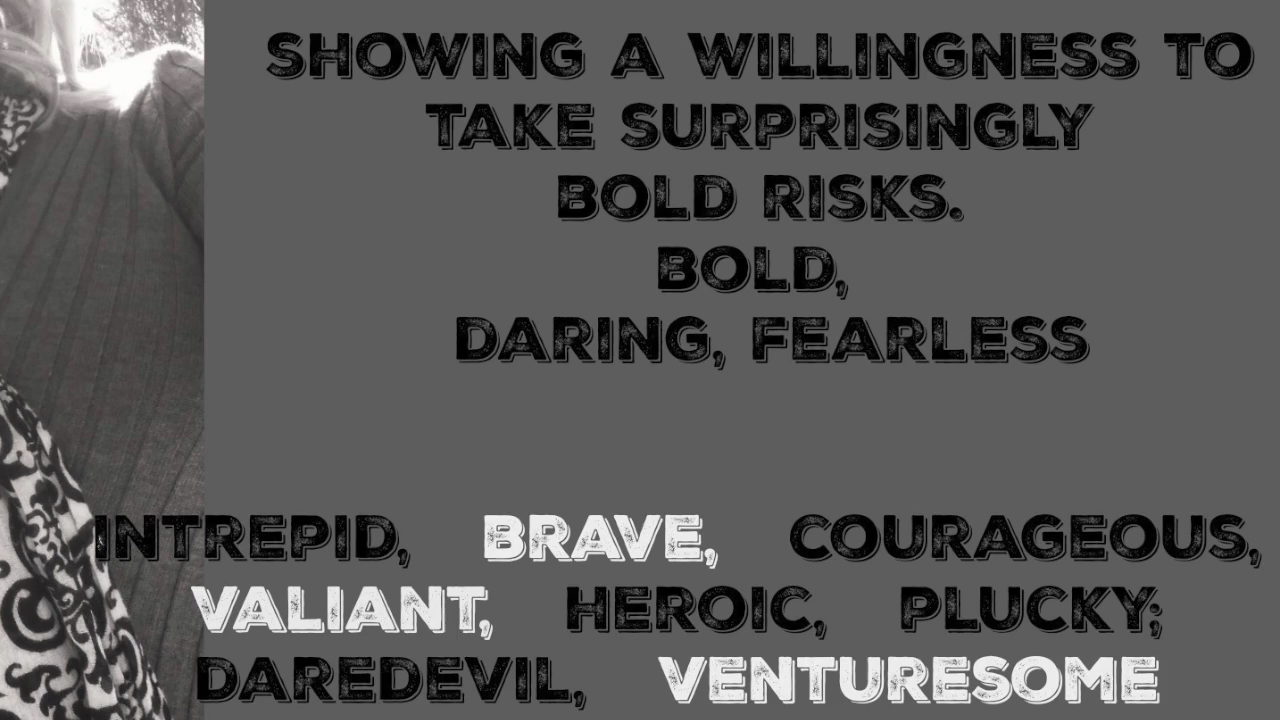 SHOWING A WILLINGNESS TO
TAKE SURPRISINGLY
BOLD RISKS.
BOLD,
DARING, FEARLESS
INTREPID, BRAVE, COURAGEOUS,
VALIANT, HEROIC, PLUCKY;
DAREDEVIL, VENTURESOME